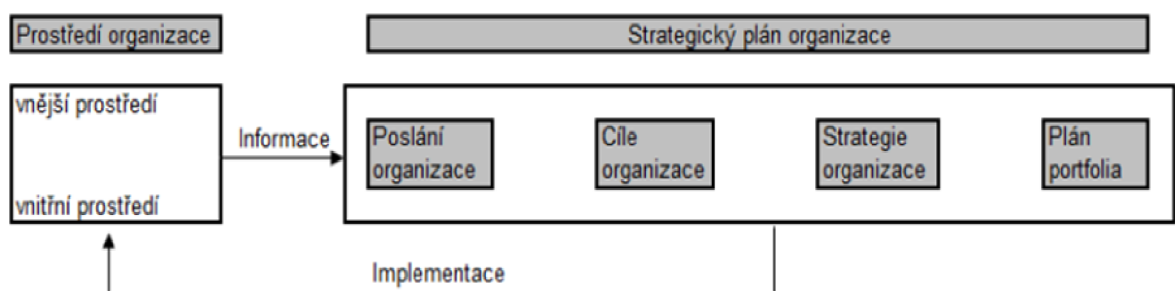 Prostředí organizace
Strategický plán organizace
vnější prostředí
vnitřní prostředí
Informace
Poslání
organizace
Cíle
organizace
Strategie
organizace
Plán
portfolia
Implementace